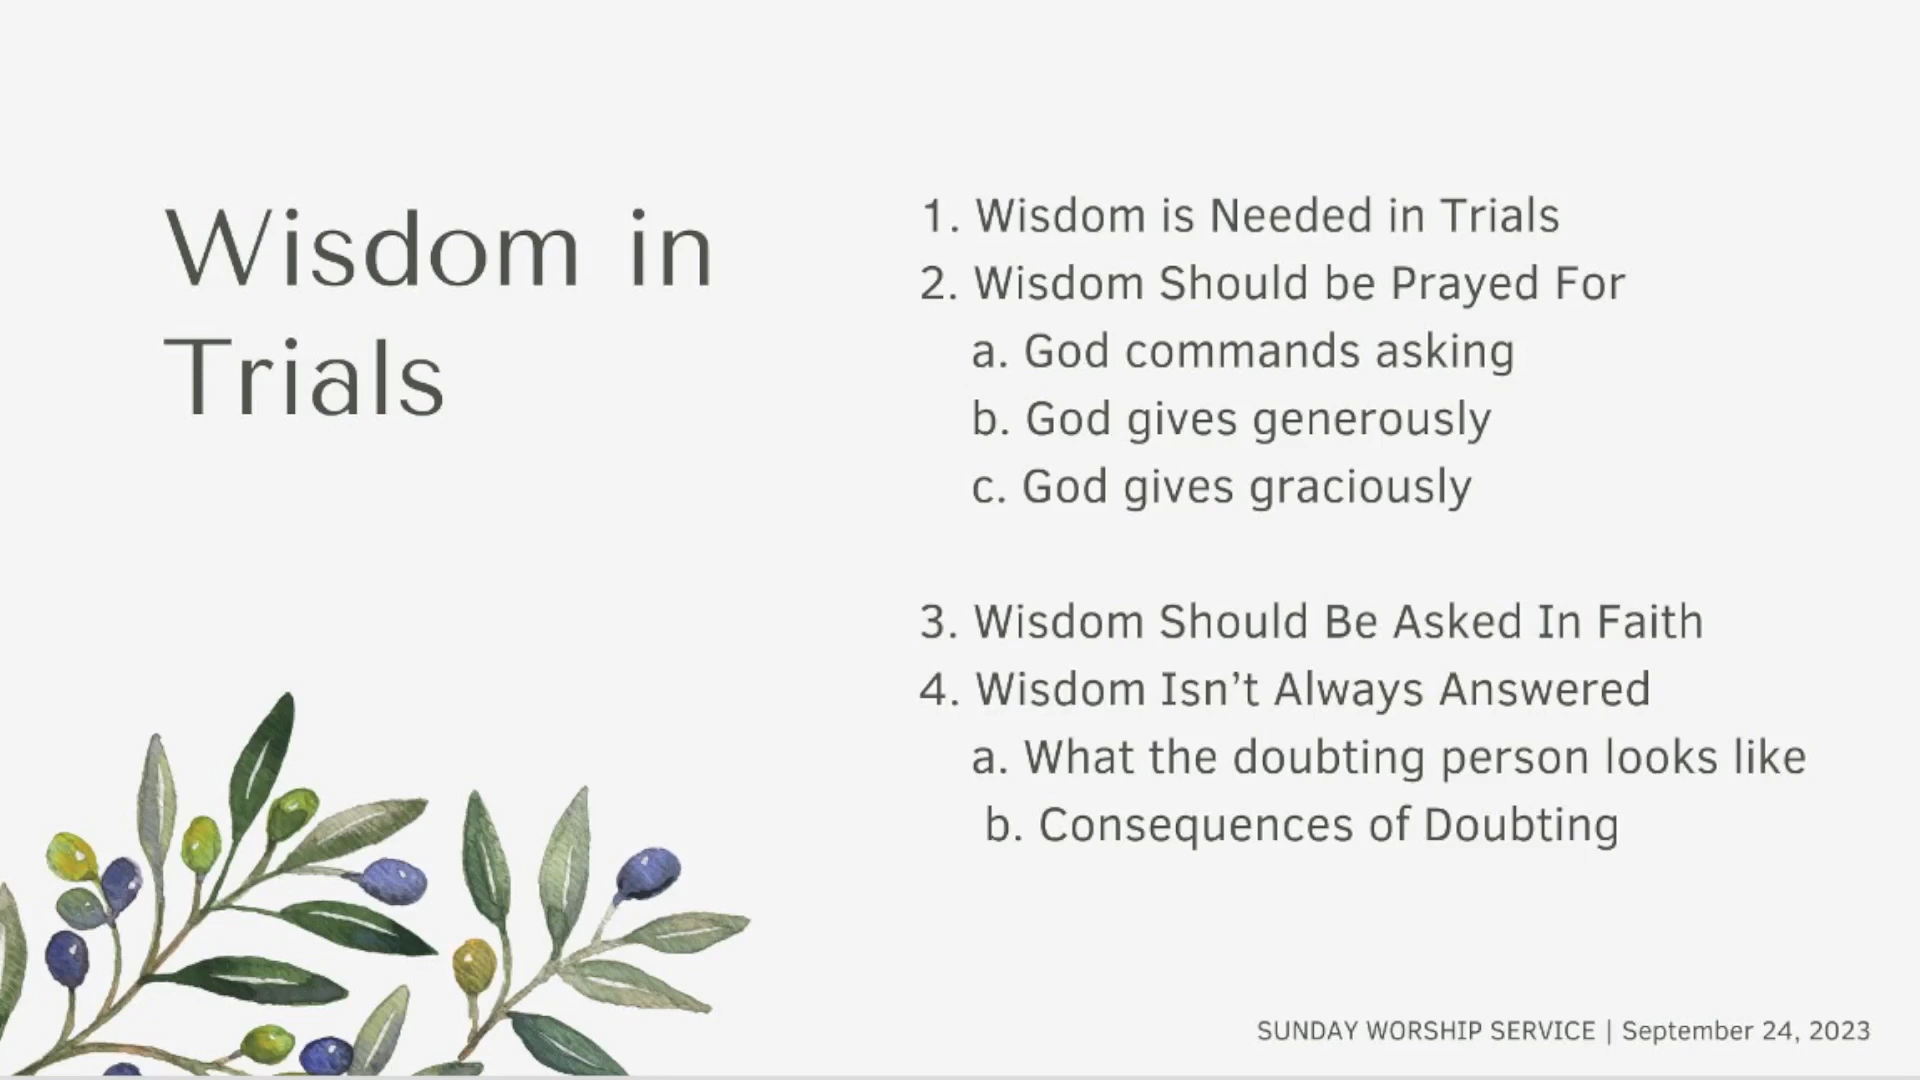 Wisdom in
Trials
1. Wisdom is Needed in Trials
2. Wisdom Should be Prayed For
a. God commands asking
b. God gives generously
c. God gives graciously
3. Wisdom Should Be Asked In Faith
4. Wisdom Isn’t Always Answered
a. What the doubting person looks like
b. Consequences of Doubting
SUNDAY WORSHIP SERVICE | September 24, 2023